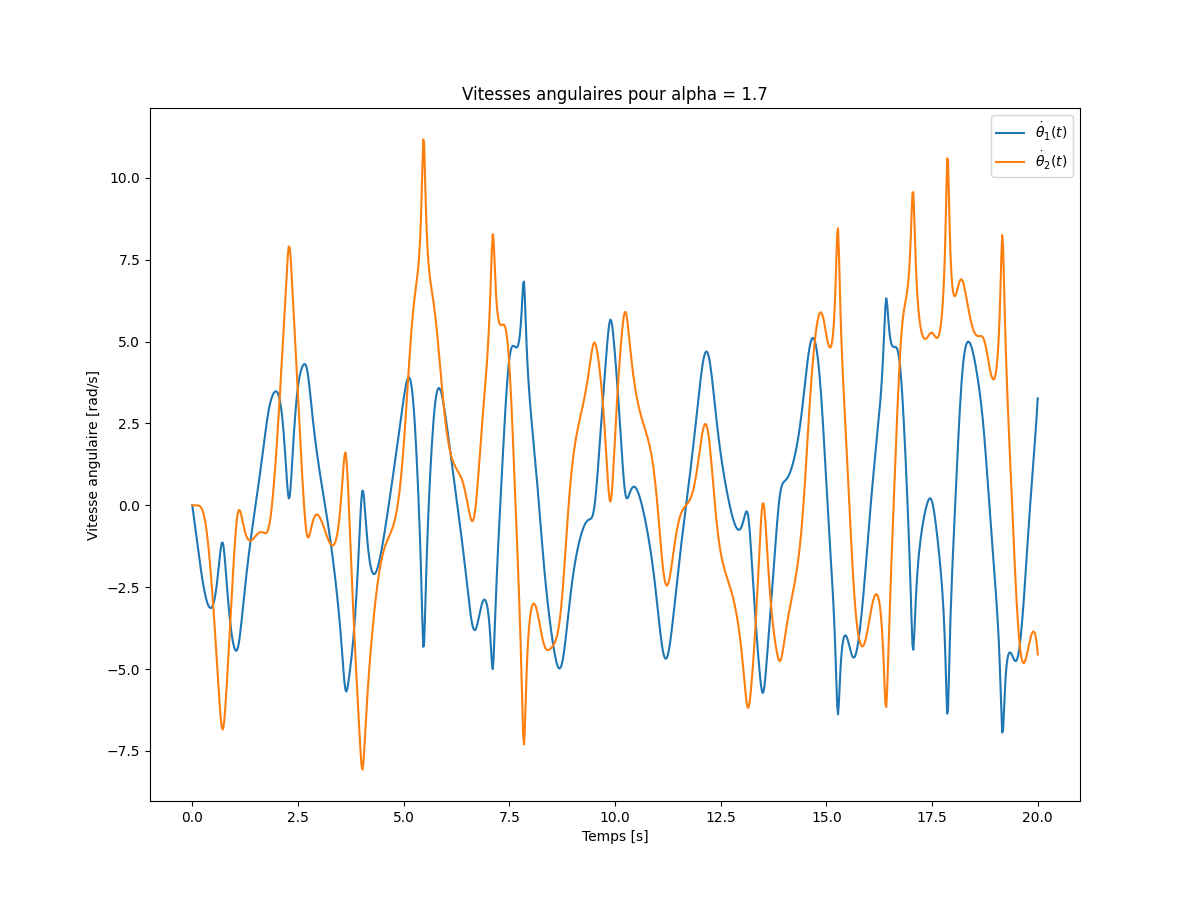 Vitesses angulaires pour alpha = 1.7
θ̇₁(t)
θ̇₂(t)
Vitesse angulaire [rad/s]
10.0
7.5
5.0
2.5
0.0
−2.5
−5.0
−7.5
0.0 2.5 5.0 7.5 10.0 12.5 15.0 17.5 20.0
Temps [s]